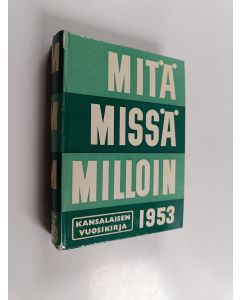 MITÄ
MISSÄ
MILLOIN
KANSALAISEN
VUOSIKIRJA
1953